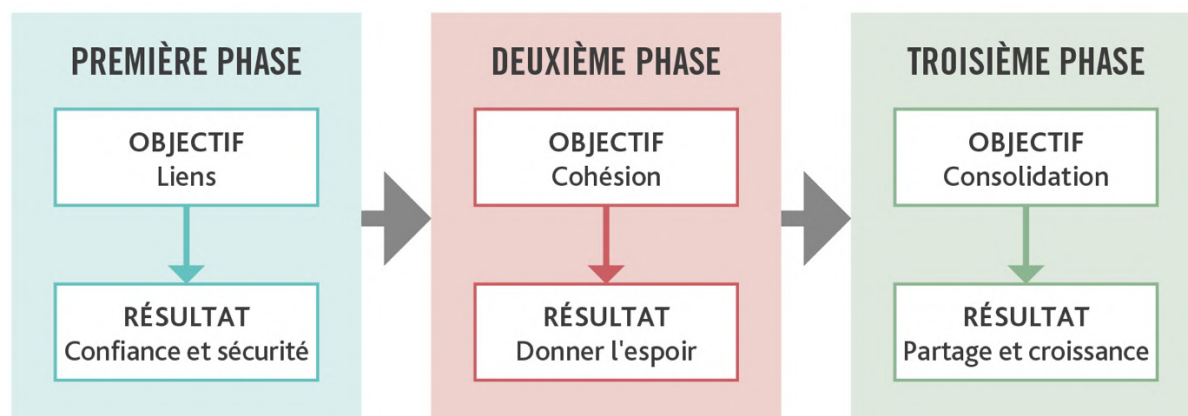 PREMIÈRE PHASE
OBJECTIF
Liens
RÉSULTAT
Confiance et sécurité
DEUXIÈME PHASE
OBJECTIF
Cohésion
RÉSULTAT
Donner l'espoir
TROISIÈME PHASE
OBJECTIF
Consolidation
RÉSULTAT
Partage et croissance